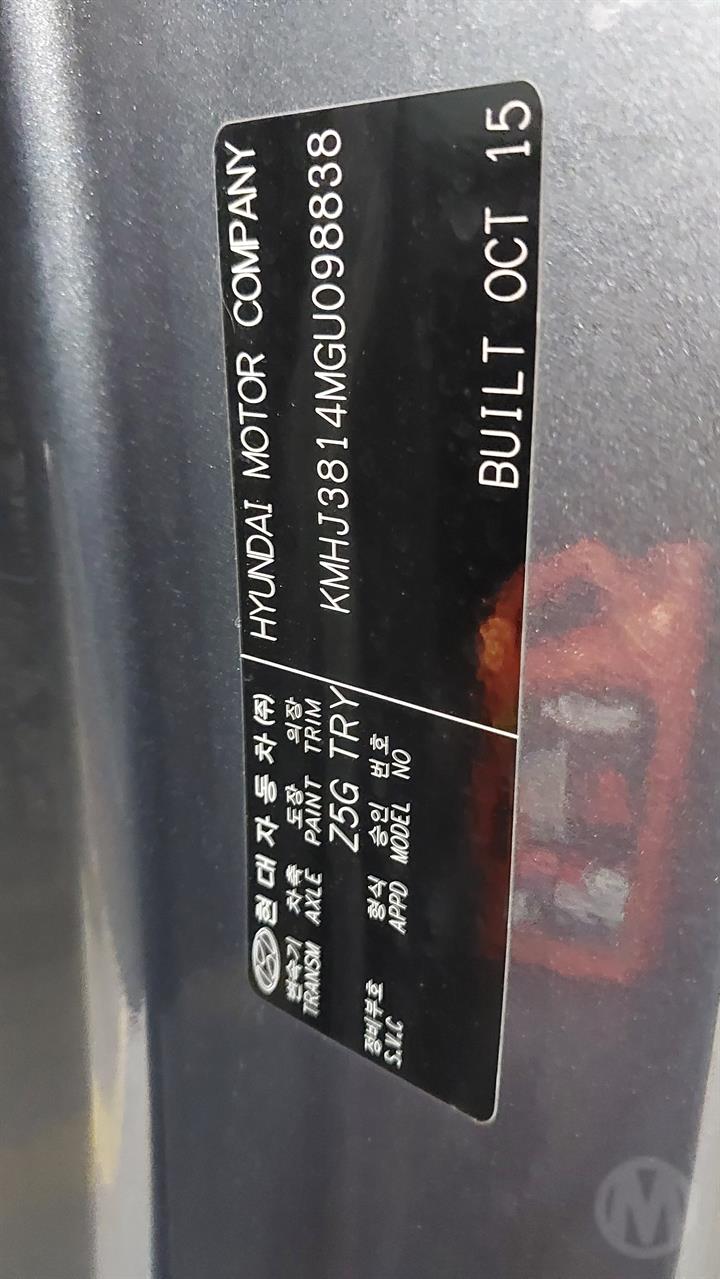 현대자동차(주) HYUNDAI MOTOR COMPANY
변속기 차축 도장 의장
TRANSM AXLE PAINT TRIM
KMHJ3814MGU098838
Z5G TRY
정비부호 형식 승인 번호
S.V.C APPD MODEL NO
BUILT OCT 15
M